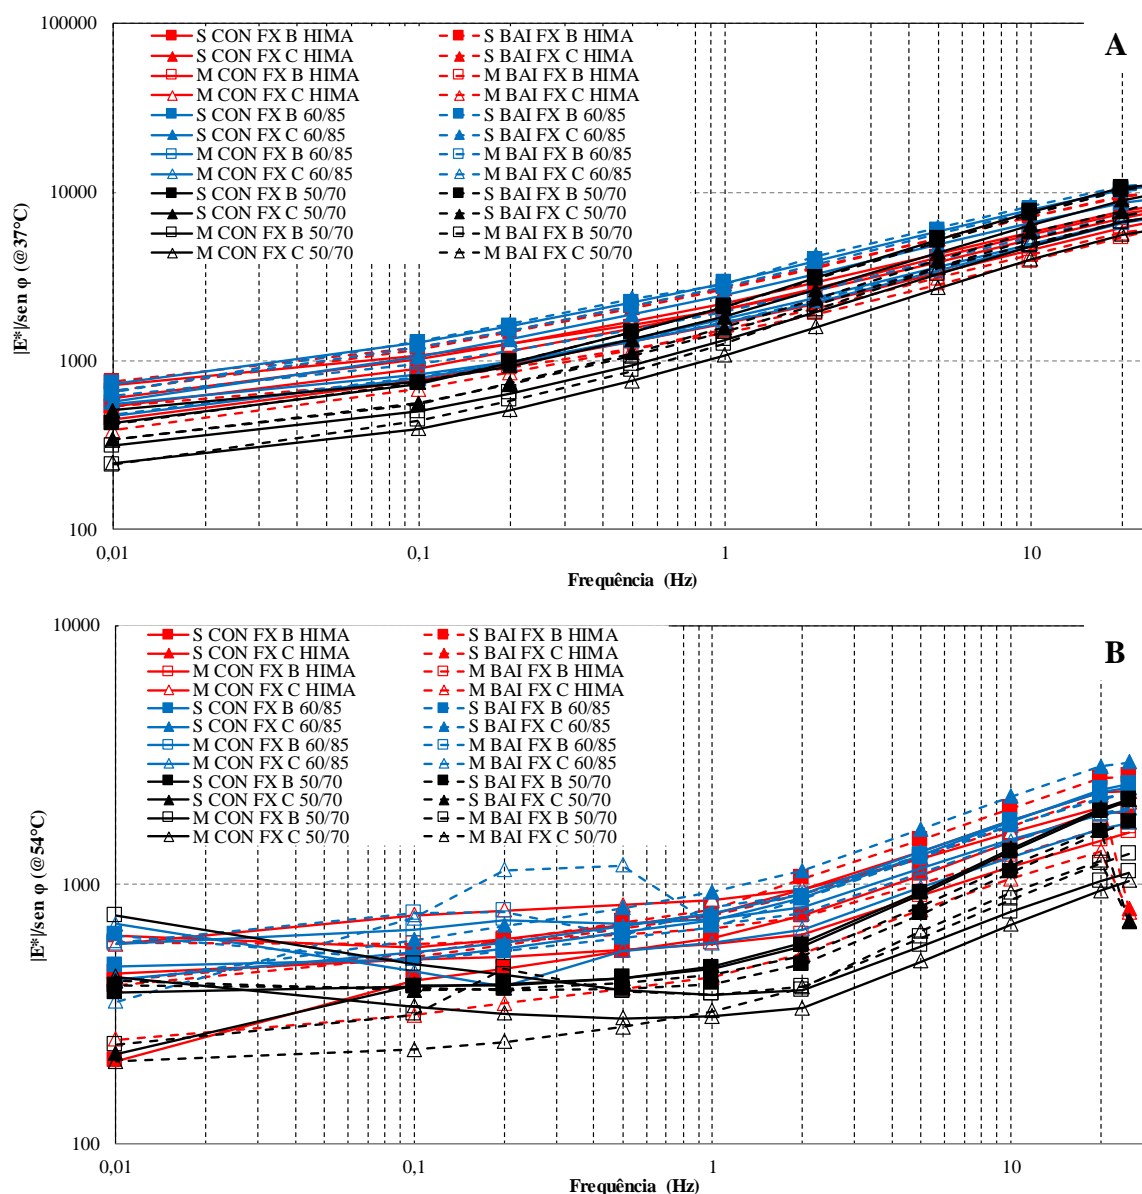 100000
A
S CON FX B HIMA S BAI FX B HIMA
S CON FX C HIMA S BAI FX C HIMA
M CON FX B HIMA M BAI FX B HIMA
M CON FX C HIMA M BAI FX C HIMA
S CON FX B 60/85 S BAI FX B 60/85
S CON FX C 60/85 S BAI FX C 60/85
M CON FX B 60/85 M BAI FX B 60/85
M CON FX C 60/85 M BAI FX C 60/85
S CON FX B 50/70 S BAI FX B 50/70
S CON FX C 50/70 S BAI FX C 50/70
M CON FX B 50/70 M BAI FX B 50/70
M CON FX C 50/70 M BAI FX C 50/70
10000
1000
100
|E*|/sen φ (@37°C)
0,01 0,1 1 10
Frequência (Hz)
10000
B
S CON FX B HIMA S BAI FX B HIMA
S CON FX C HIMA S BAI FX C HIMA
M CON FX B HIMA M BAI FX B HIMA
M CON FX C HIMA M BAI FX C HIMA
S CON FX B 60/85 S BAI FX B 60/85
S CON FX C 60/85 S BAI FX C 60/85
M CON FX B 60/85 M BAI FX B 60/85
M CON FX C 60/85 M BAI FX C 60/85
S CON FX B 50/70 S BAI FX B 50/70
S CON FX C 50/70 S BAI FX C 50/70
M CON FX B 50/70 M BAI FX B 50/70
M CON FX C 50/70 M BAI FX C 50/70
1000
100
|E*|/sen φ (@54°C)
0,01 0,1 1 10
Frequência (Hz)